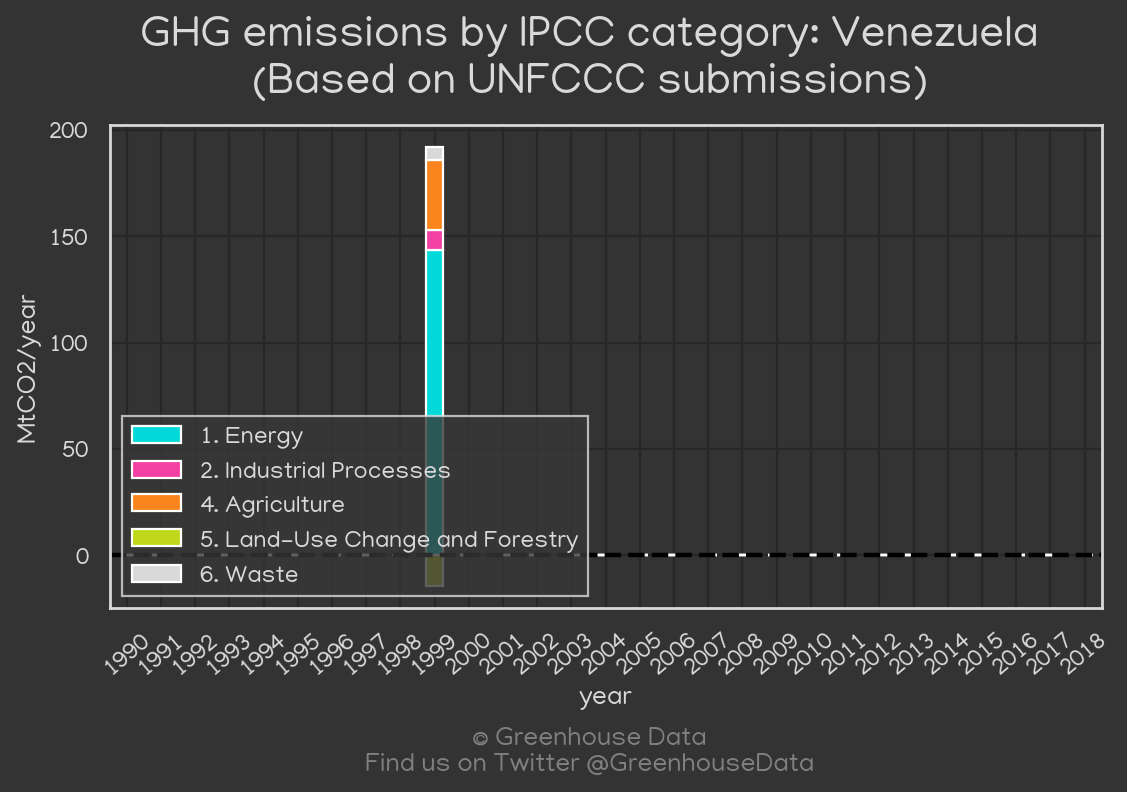 GHG emissions by IPCC category: Venezuela
(Based on UNFCCC submissions)
200
150
100
50
0
MtCO2/year
1. Energy
2. Industrial Processes
4. Agriculture
5. Land-Use Change and Forestry
6. Waste
1990 1991 1992 1993 1994 1995 1996 1997 1998 1999 2000 2001 2002 2003 2004 2005 2006 2007 2008 2009 2010 2011 2012 2013 2014 2015 2016 2017 2018
year
© Greenhouse Data
Find us on Twitter @GreenhouseData